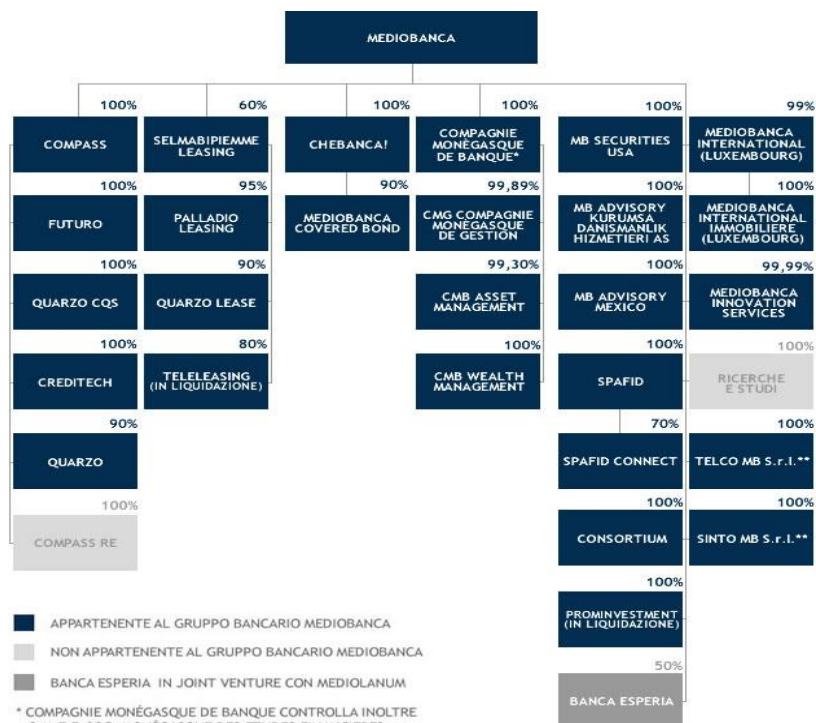 MEDIOBANCA
100%
COMPASS
100%
FUTURO
100%
QUARZO CQS
100%
CREDITECH
90%
QUARZO
100%
COMPASS RE
60%
SELMABIPIEMME
LEASING
95%
PALLADIO
LEASING
90%
QUARZO LEASE
80%
TELELEASING
(IN LIQUIDAZIONE)
100%
CHEBANCA!
90%
MEDIOBANCA
COVERED BOND
100%
COMPAGNIE
MONÉGASQUE
DE BANQUE*
99,89%
CMG COMPAGNIE
MONÉGASQUE
DE GESTIÓN
99,30%
CMB ASSET
MANAGEMENT
100%
CMB WEALTH
MANAGEMENT
100%
MB SECURITIES
USA
100%
MB ADVISORY
KURUMSA
DANISMANLIK
HIZMETIERI AS
100%
MB ADVISORY
MEXICO
100%
SPAFID
70%
SPAFID CONNECT
100%
CONSORTIUM
100%
PROMINVESTMENT
(IN LIQUIDAZIONE)
50%
BANCA ESPERIA
99%
MEDIOBANCA
INTERNATIONAL
(LUXEMBOURG)
100%
MEDIOBANCA
INTERNATIONAL
IMMOBILIERE
(LUXEMBOURG)
99,99%
MEDIOBANCA
INNOVATION
SERVICES
100%
RICERCHE
E STUDI
100%
TELCO MB S.r.l.**
100%
SINTO MB S.r.l.**
APPARTENENTE AL GRUPPO BANCARIO MEDIOBANCA
NON APPARTENENTE AL GRUPPO BANCARIO MEDIOBANCA
BANCA ESPERIA IN JOINT VENTURE CON MEDIOLANUM
* COMPAGNIE MONÉGASQUE DE BANQUE CONTROLLA INOLTRE